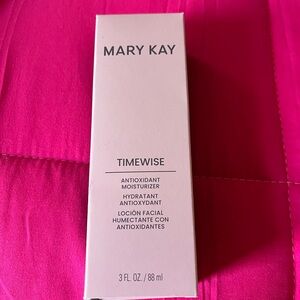 MARY KAY
TIMEWISE
ANTIOXIDANT
MOISTURIZER
HYDRATANT
ANTIOXYDANT
LOCIÓN FACIAL
HUMECTANTE CON
ANTIOXIDANTES
3 FL. OZ. / 88 ml